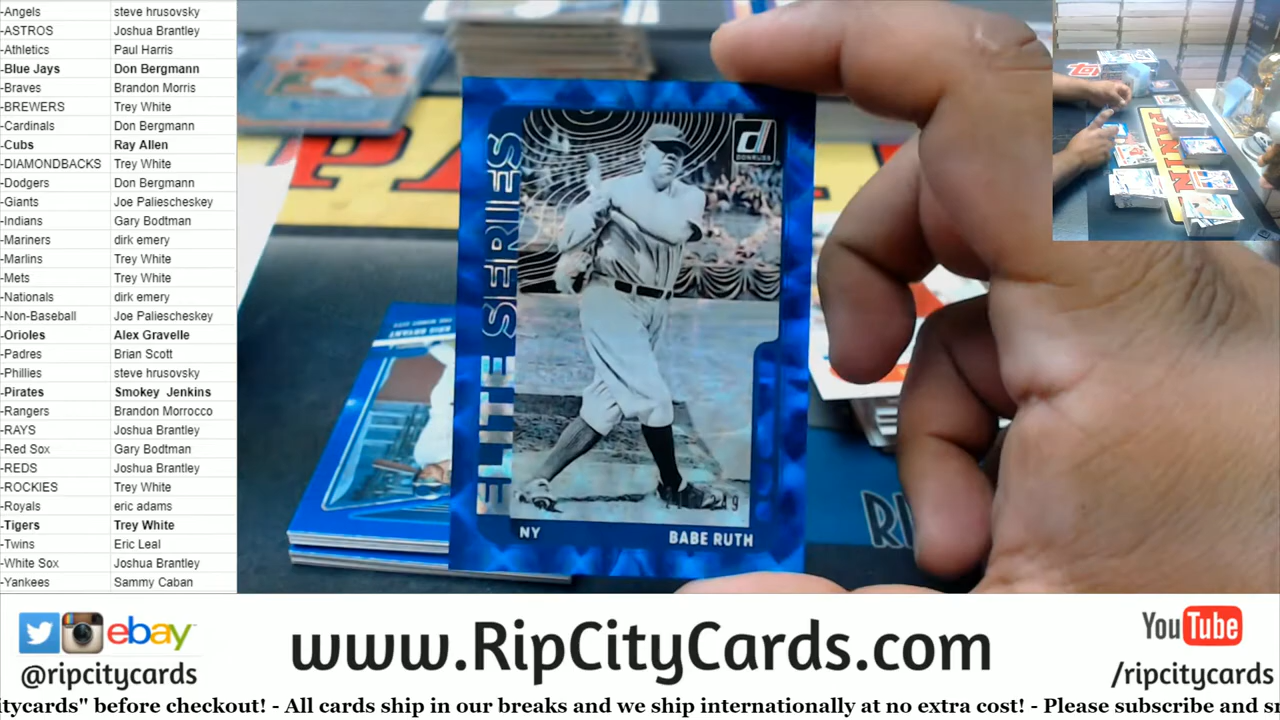 -Angels steve hrusovsky
-ASTROS Joshua Brantley
-Athletics Paul Harris
-Blue Jays Don Bergmann
-Braves Brandon Morris
-BREWERS Trey White
-Cardinals Don Bergmann
-Cubs Ray Allen
-DIAMONDBACKS Trey White
-Dodgers Don Bergmann
-Giants Joe Paliescheskey
-Indians Gary Bodtman
-Mariners dirk emery
-Marlins Trey White
-Mets Trey White
-Nationals dirk emery
-Non-Baseball Joe Paliescheskey
-Orioles Alex Gravelle
-Padres Brian Scott
-Phillies steve hrusovsky
-Pirates Smokey Jenkins
-Rangers Brandon Morrocco
-RAYS Joshua Brantley
-Red Sox Gary Bodtman
-REDS Joshua Brantley
-ROCKIES Trey White
-Royals eric adams
-Tigers Trey White
-Twins Eric Leal
-White Sox Joshua Brantley
-Yankees Sammy Caban
ELITE SERIES
d
DONRUSS
NY BABE RUTH
PANINI
ebay
@ripcitycards
www.RipCityCards.com
YouTube
/ripcitycards
itycards" before checkout! - All cards ship in our breaks and we ship internationally at no extra cost! - Please subscribe and